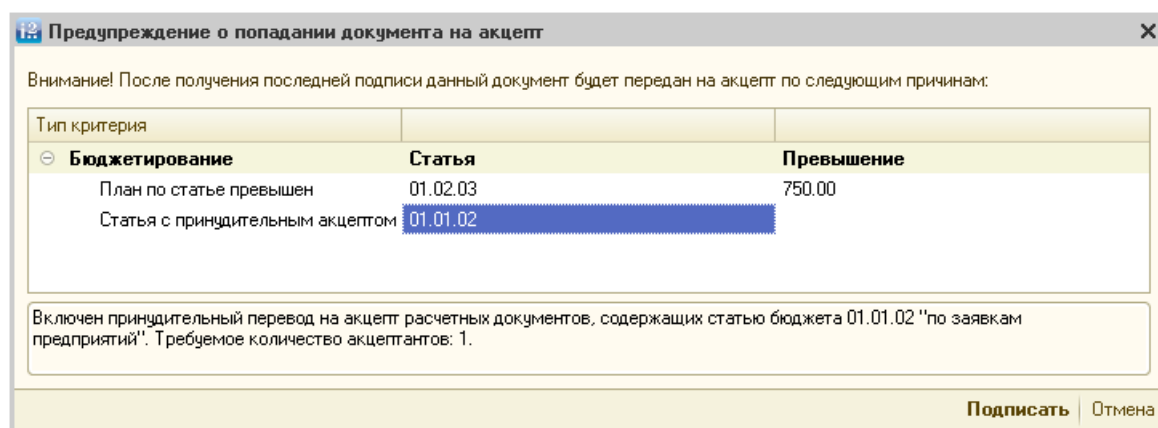 Предупреждение о попадании документа на акцепт
Внимание! После получения последней подписи данный документ будет передан на акцепт по следующим причинам:
Тип критерия
Бюджетирование Статья Превышение
План по статье превышен 01.02.03 750.00
Статья с принудительным акцептом 01.01.02
Включен принудительный перевод на акцепт расчетных документов, содержащих статью бюджета 01.01.02 "по заявкам
предприятий". Требуемое количество акцептантов: 1.
Подписать Отмена